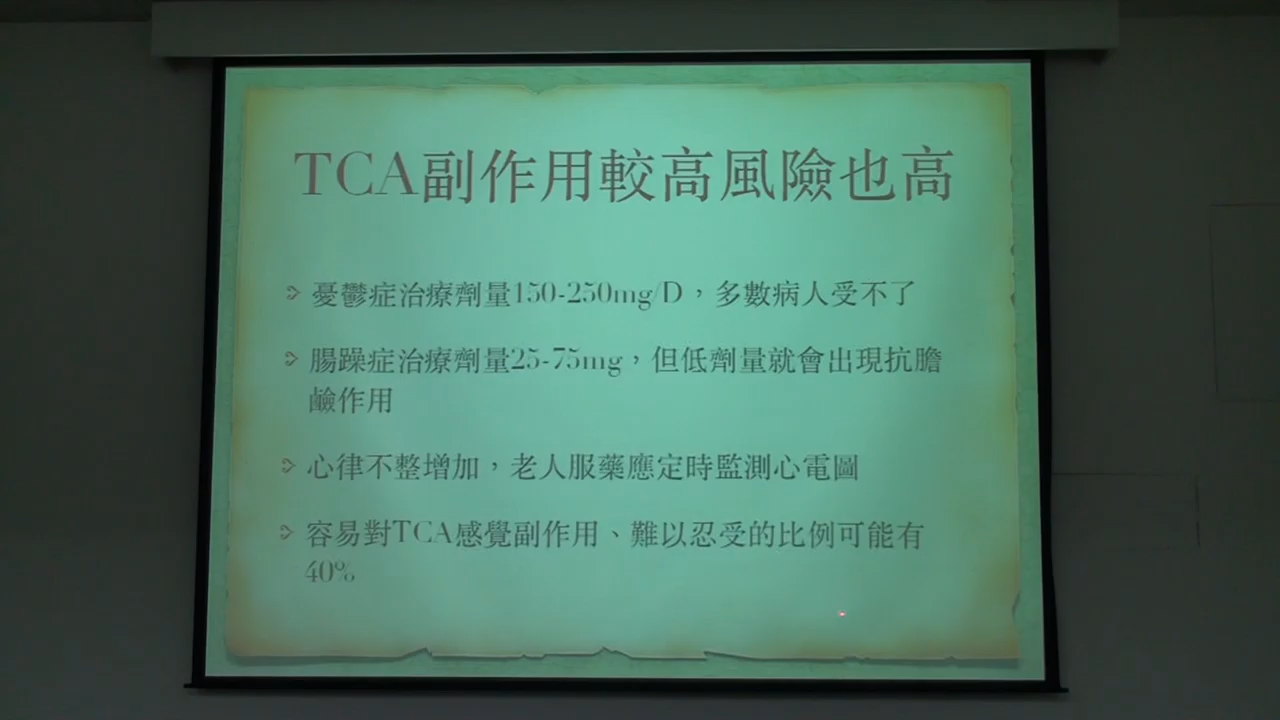 TCA副作用較高風險也高
憂鬱症治療劑量150-250mg/D，多數病人受不了
腸躁症治療劑量25-75mg，但低劑量就會出現抗膽
鹼作用
心律不整增加，老人服藥應定時監測心電圖
容易對TCA感覺副作用、難以忍受的比例可能有
40%